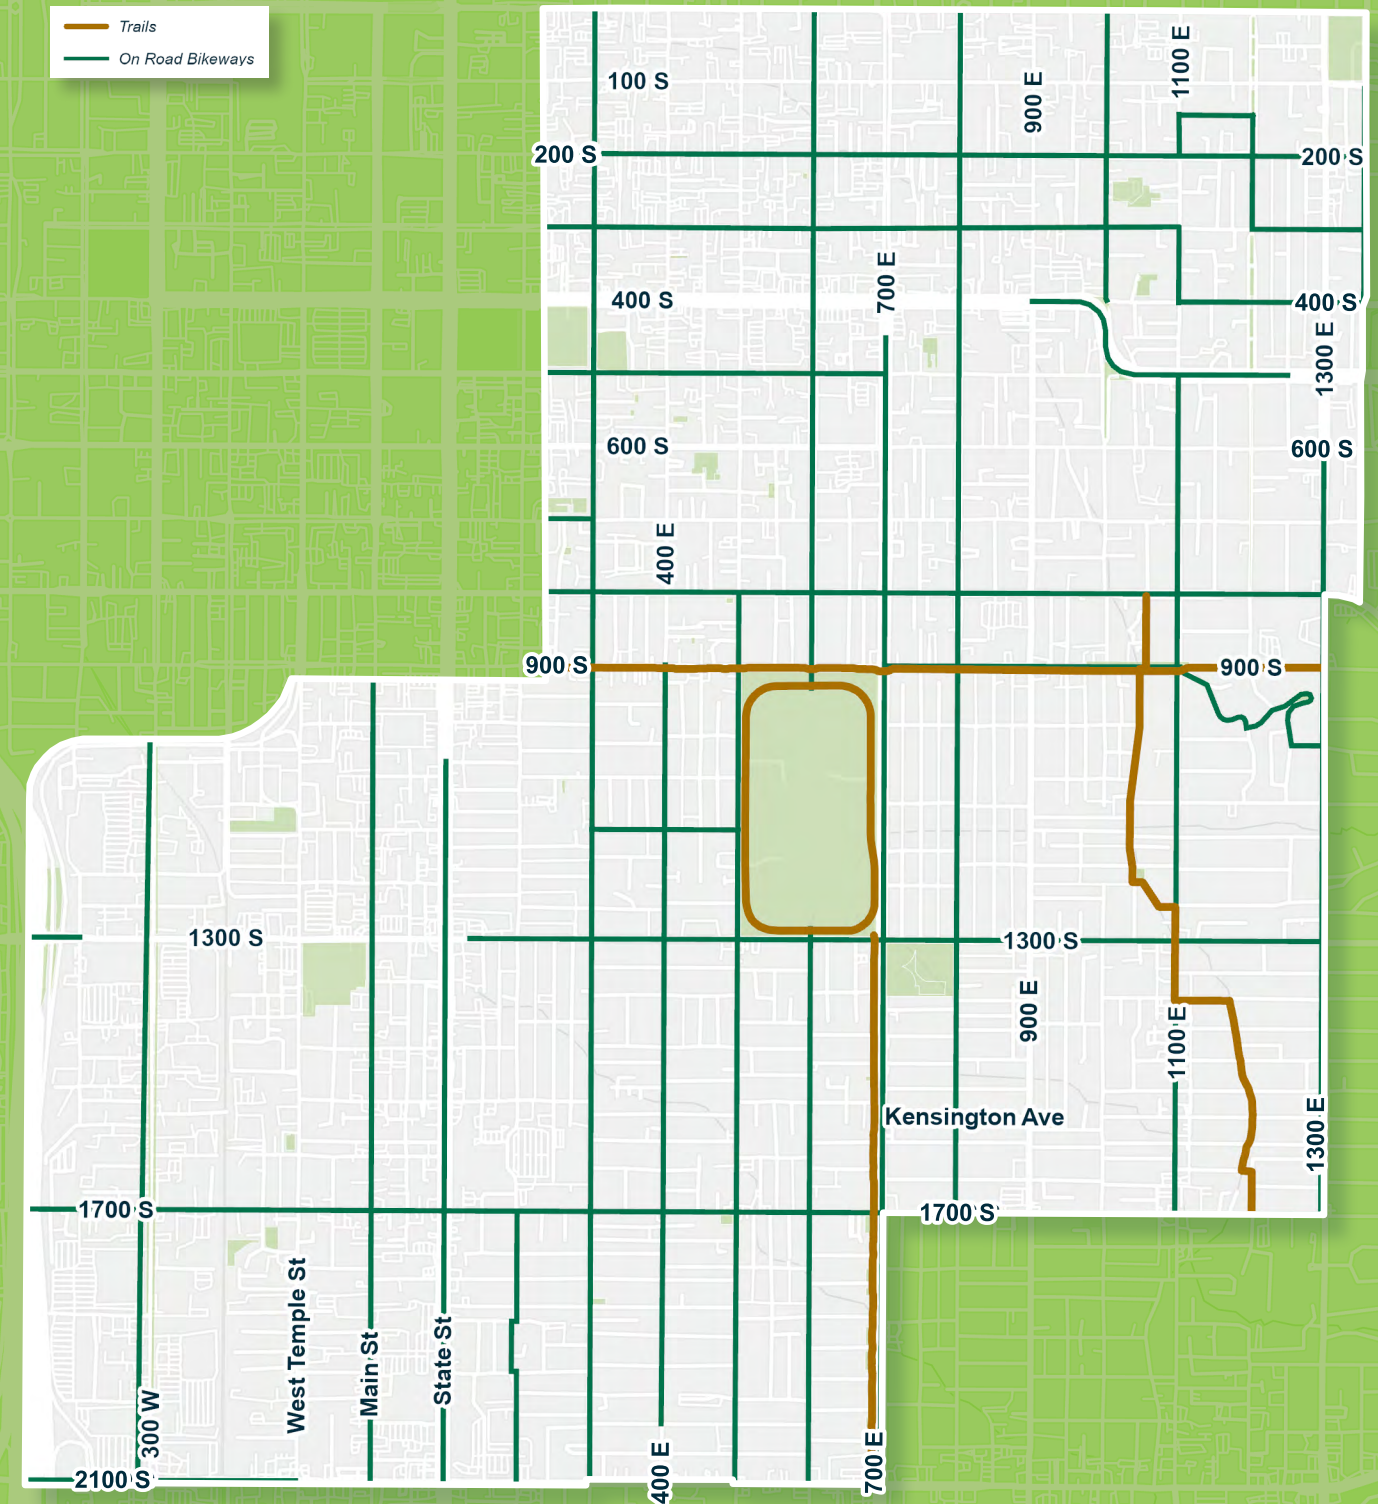 Trails
On Road Bikeways
1100 E
100 S
900 E
200 S
200 S
700 E
400 S
400 S
1300 E
600 S
600 S
400 E
900 S
900 S
1300 S
1300 S
900 E
1100 E
Kensington Ave
1300 E
1700 S
1700 S
West Temple St
Main St
State St
300 W
400 E
700 E
2100 S